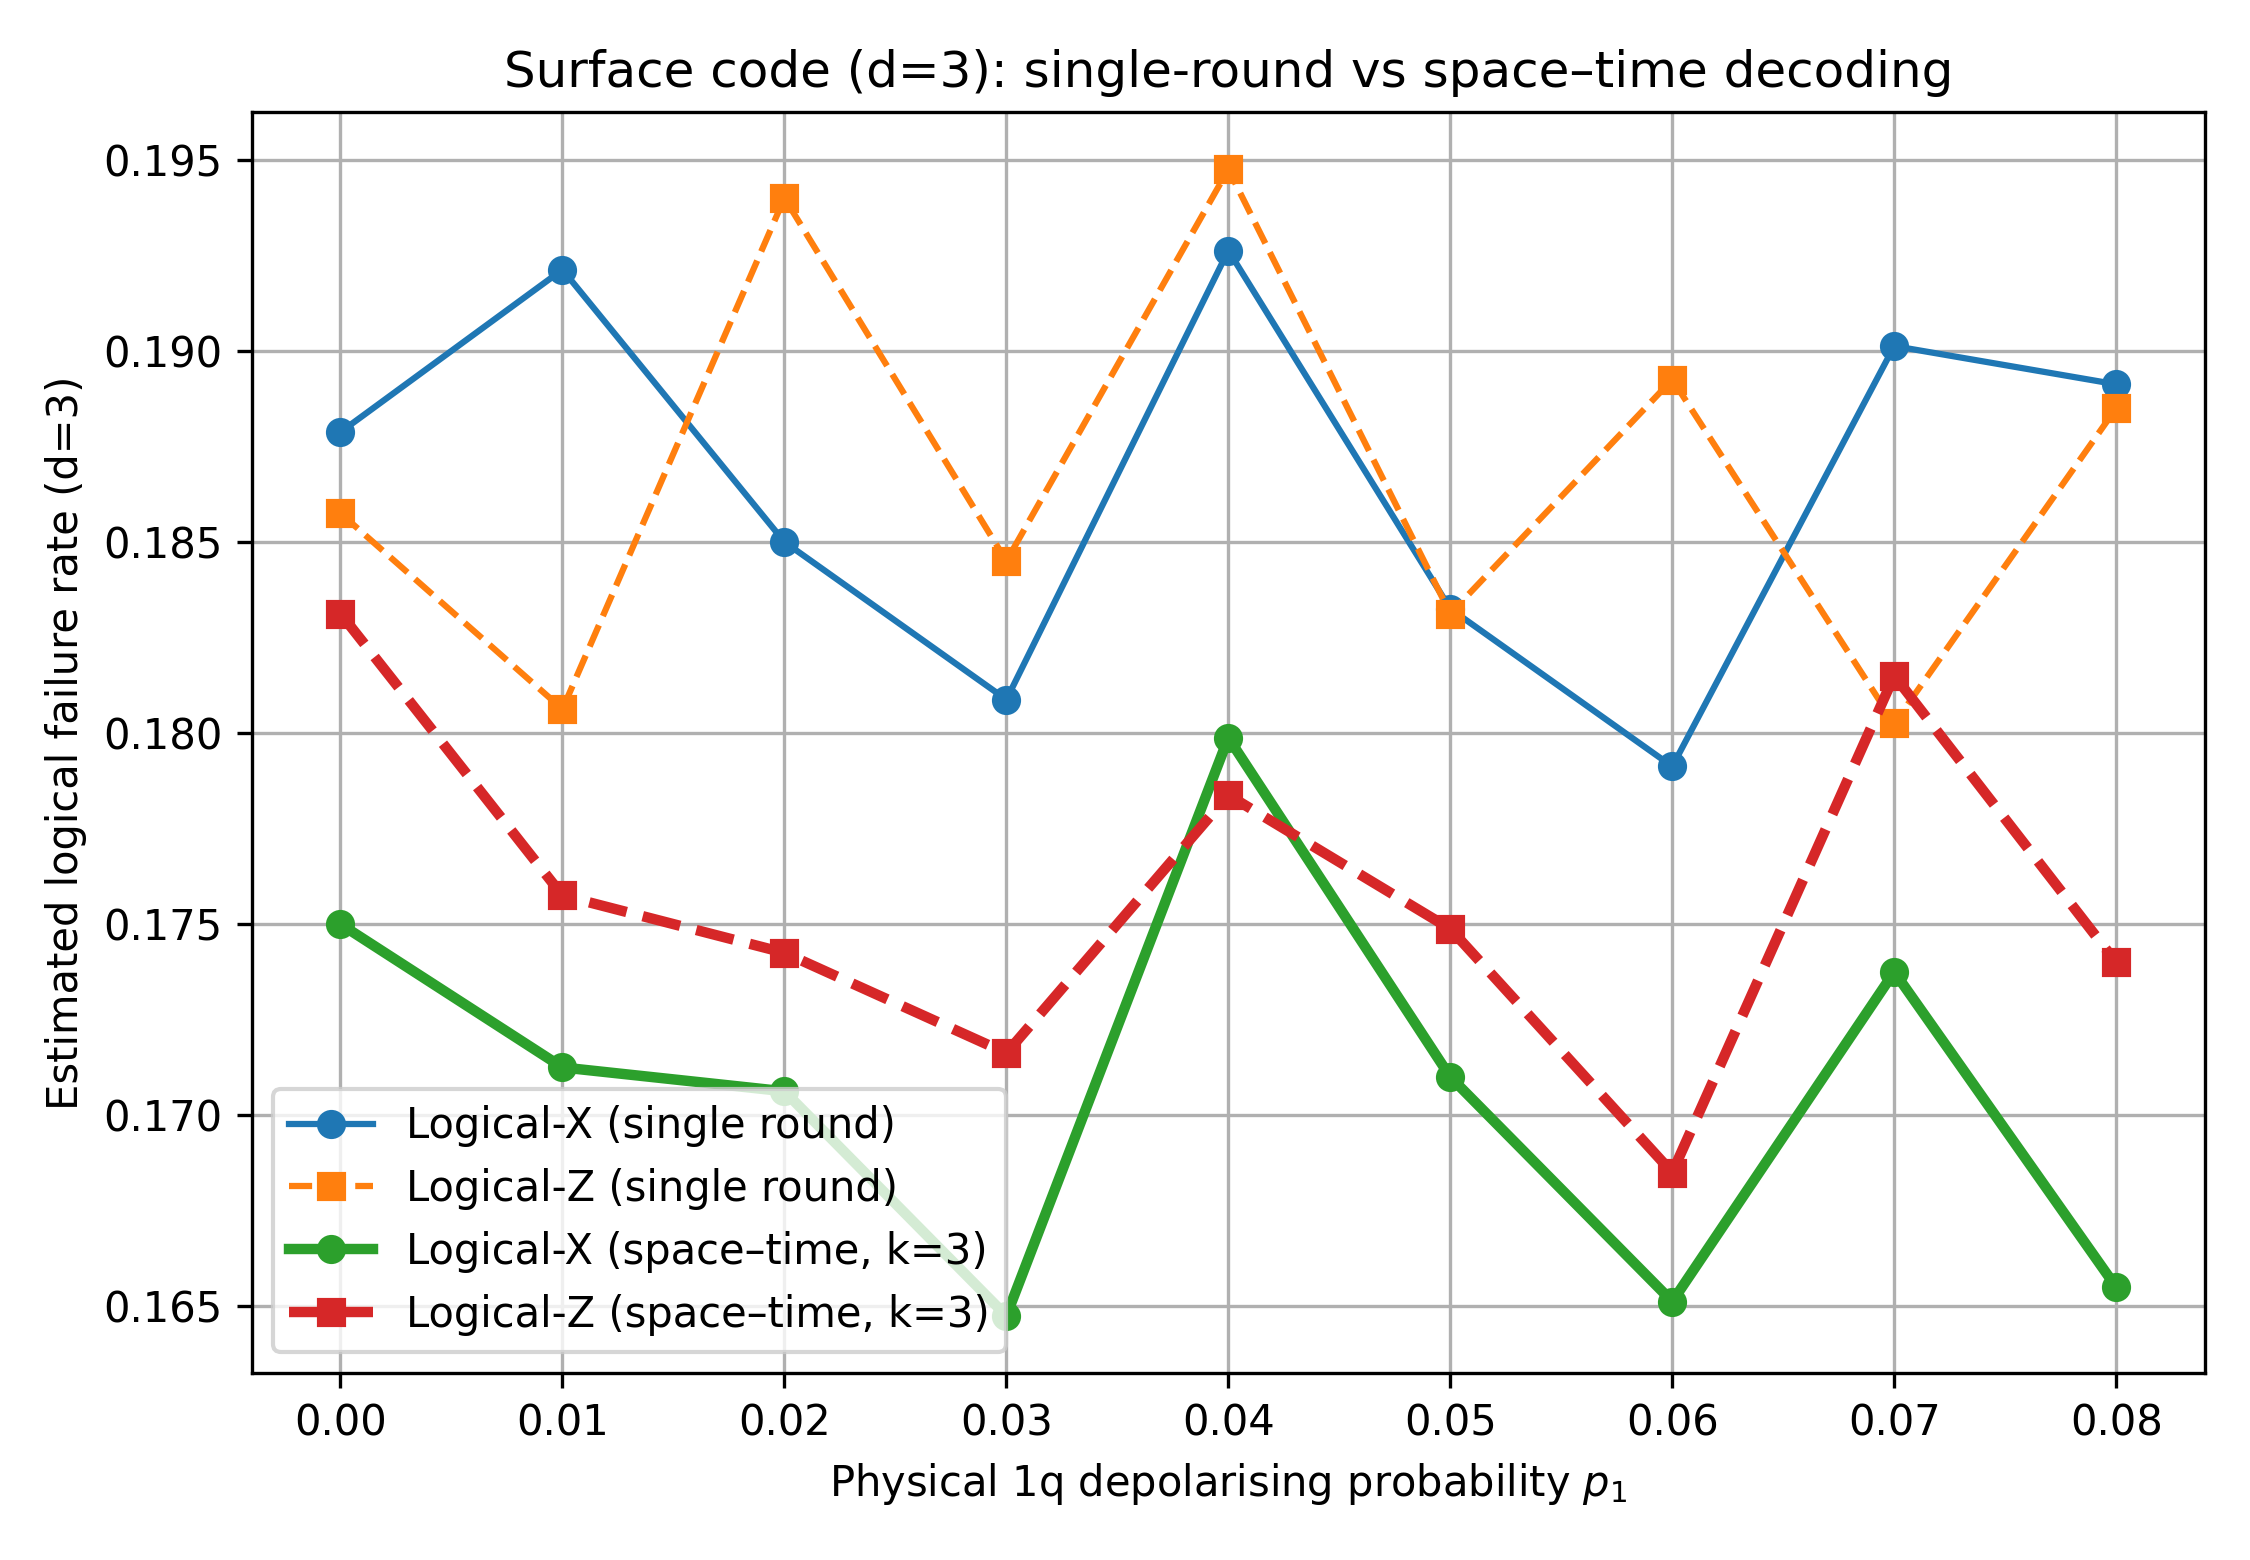 Surface code (d=3): single-round vs space–time decoding
Estimated logical failure rate (d=3)
0.195
0.190
0.185
0.180
0.175
0.170
0.165
Logical-X (single round)
Logical-Z (single round)
Logical-X (space–time, k=3)
Logical-Z (space–time, k=3)
0.00 0.01 0.02 0.03 0.04 0.05 0.06 0.07 0.08
Physical 1q depolarising probability p₁